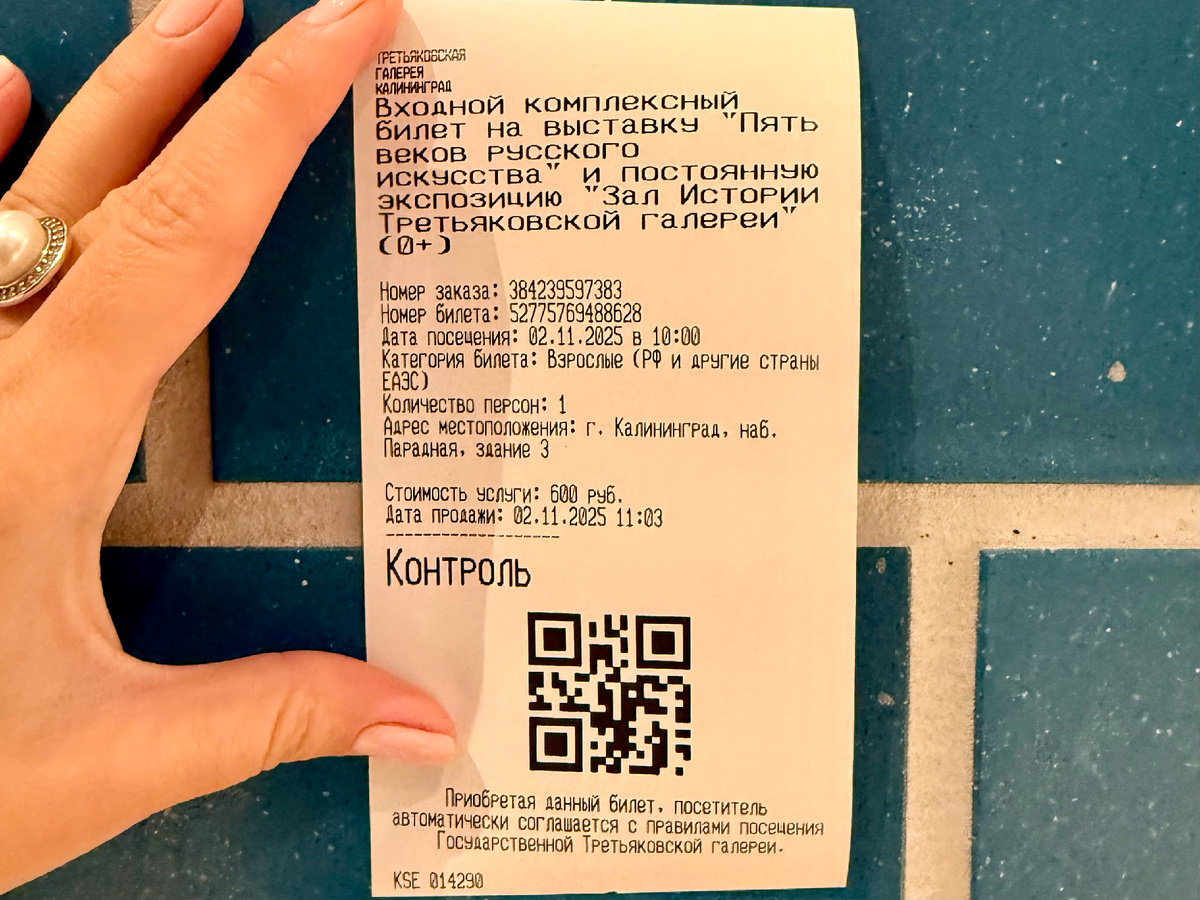 ТРЕТЬЯКОВСКАЯ
ГАЛЕРЕЯ
КАЛИНИНГРАД
Входной комплексный
билет на выставку "Пять
веков русского
искусства" и постоянную
экспозицию "Зал Истории
Третьяковской галереи"
(0+)
Номер заказа: 384239597383
Номер билета: 52775769488628
Дата посещения: 02.11.2025 в 10:00
Категория билета: Взрослые (РФ и другие страны
ЕАЭС)
Количество персон: 1
Адрес местоположения: г. Калининград, наб.
Парадная, здание 3
Стоимость услуги: 600 руб.
Дата продажи: 02.11.2025 11:03
--------------------
Контроль
Приобретая данный билет, посетитель
автоматически соглашается с правилами посещения
Государственной Третьяковской галереи.
KSE 014290